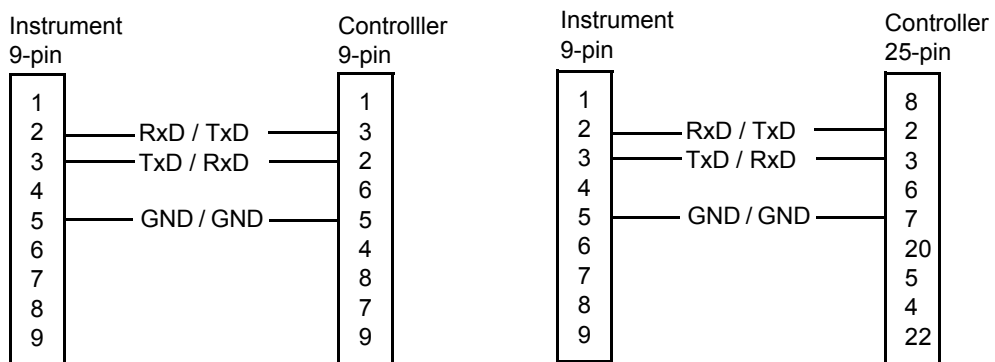 Instrument
9-pin
Controlller
9-pin
1 1
2 RxD / TxD 3
3 TxD / RxD 2
4 6
5 GND / GND 5
6 4
7 8
8 7
9 9
Instrument
9-pin
Controller
25-pin
1 8
2 RxD / TxD 2
3 TxD / RxD 3
4 6
5 GND / GND 7
6 20
7 5
8 4
9 22